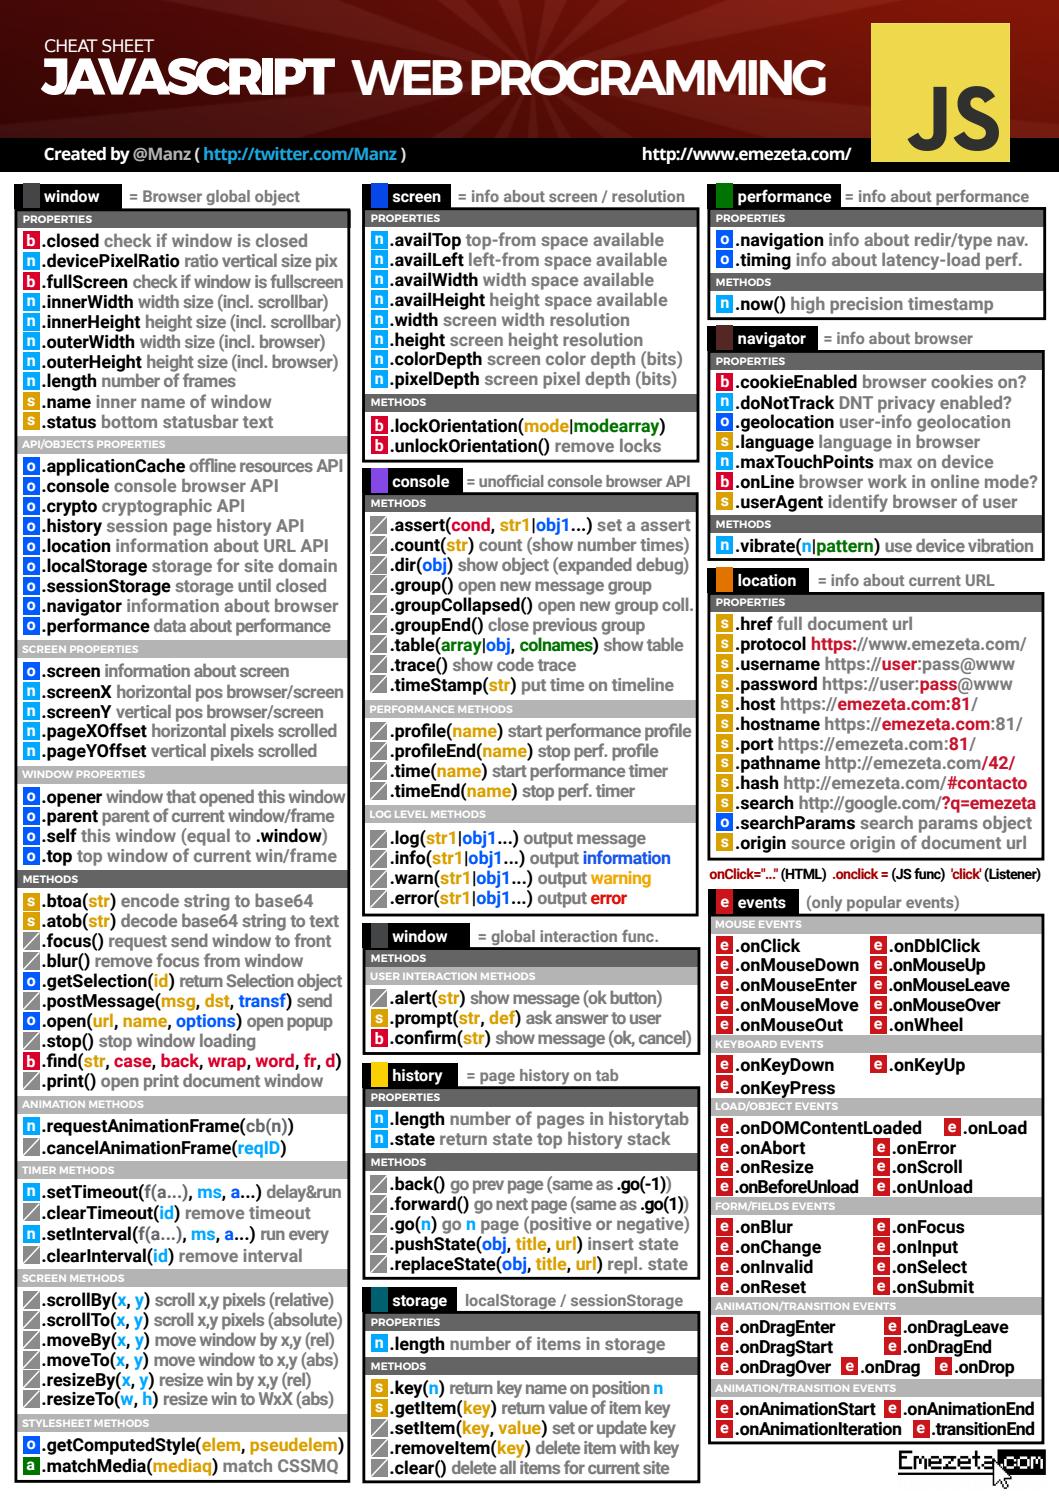 CHEAT SHEET
JAVASCRIPT WEB PROGRAMMING
JS
Created by @Manz ( http://twitter.com/Manz )
http://www.emezeta.com/
window = Browser global object
PROPERTIES
b .closed check if window is closed
n .devicePixelRatio ratio vertical size pix
b .fullScreen check if window is fullscreen
n .innerWidth width size (incl. scrollbar)
n .innerHeight height size (incl. scrollbar)
n .outerWidth width size (incl. browser)
n .outerHeight height size (incl. browser)
n .length number of frames
s .name inner name of window
s .status bottom statusbar text
API/OBJECTS PROPERTIES
o .applicationCache offline resources API
o .console console browser API
o .crypto cryptographic API
o .history session page history API
o .location information about URL API
o .localStorage storage for site domain
o .sessionStorage storage until closed
o .navigator information about browser
o .performance data about performance
SCREEN PROPERTIES
o .screen information about screen
n .screenX horizontal pos browser/screen
n .screenY vertical pos browser/screen
n .pageXOffset horizontal pixels scrolled
n .pageYOffset vertical pixels scrolled
WINDOW PROPERTIES
o .opener window that opened this window
o .parent parent of current window/frame
o .self this window (equal to .window)
o .top top window of current win/frame
METHODS
s .btoa(str) encode string to base64
s .atob(str) decode base64 string to text
.focus() request send window to front
.blur() remove focus from window
o .getSelection(id) return Selection object
.postMessage(msg, dst, transf) send
o .open(url, name, options) open popup
.stop() stop window loading
b .find(str, case, back, wrap, word, fr, d)
.print() open print document window
ANIMATION METHODS
n .requestAnimationFrame(cb(n))
.cancelAnimationFrame(reqID)
TIMER METHODS
n .setTimeout(f(a...), ms, a...) delay&run
.clearTimeout(id) remove timeout
n .setInterval(f(a...), ms, a...) run every
.clearInterval(id) remove interval
SCREEN METHODS
.scrollBy(x, y) scroll x,y pixels (relative)
.scrollTo(x, y) scroll x,y pixels (absolute)
.moveBy(x, y) move window by x,y (rel)
.moveTo(x, y) move window to x,y (abs)
.resizeBy(x, y) resize win by x,y (rel)
.resizeTo(w, h) resize win to WxX (abs)
STYLESHEET METHODS
o .getComputedStyle(elem, pseudelem)
a .matchMedia(mediaq) match CSSMQ
screen = info about screen / resolution
PROPERTIES
n .availTop top-from space available
n .availLeft left-from space available
n .availWidth width space available
n .availHeight height space available
n .width screen width resolution
n .height screen height resolution
n .colorDepth screen color depth (bits)
n .pixelDepth screen pixel depth (bits)
METHODS
b .lockOrientation(mode|modearray)
b .unlockOrientation() remove locks
console = unofficial console browser API
METHODS
.assert(cond, str1|obj1...) set a assert
.count(str) count (show number times)
.dir(obj) show object (expanded debug)
.group() open new message group
.groupCollapsed() open new group coll.
.groupEnd() close previous group
.table(array|obj, colnames) show table
.trace() show code trace
.timeStamp(str) put time on timeline
PERFORMANCE METHODS
.profile(name) start performance profile
.profileEnd(name) stop perf. profile
.time(name) start performance timer
.timeEnd(name) stop perf. timer
LOG LEVEL METHODS
.log(str1|obj1...) output message
.info(str1|obj1...) output information
.warn(str1|obj1...) output warning
.error(str1|obj1...) output error
window = global interaction func.
METHODS
USER INTERACTION METHODS
.alert(str) show message (ok button)
s .prompt(str, def) ask answer to user
b .confirm(str) show message (ok, cancel)
history = page history on tab
PROPERTIES
n .length number of pages in historytab
n .state return state top history stack
METHODS
.back() go prev page (same as .go(-1))
.forward() go next page (same as .go(1))
.go(n) go n page (positive or negative)
.pushState(obj, title, url) insert state
.replaceState(obj, title, url) repl. state
storage localStorage / sessionStorage
PROPERTIES
n .length number of items in storage
METHODS
s .key(n) return key name on position n
s .getItem(key) return value of item key
.setItem(key, value) set or update key
.removeItem(key) delete item with key
.clear() delete all items for current site
performance = info about performance
PROPERTIES
o .navigation info about redir/type nav.
o .timing info about latency-load perf.
METHODS
n .now() high precision timestamp
navigator = info about browser
PROPERTIES
b .cookieEnabled browser cookies on?
n .doNotTrack DNT privacy enabled?
o .geolocation user-info geolocation
s .language language in browser
n .maxTouchPoints max on device
b .onLine browser work in online mode?
s .userAgent identify browser of user
METHODS
n .vibrate(n|pattern) use device vibration
location = info about current URL
PROPERTIES
s .href full document url
s .protocol https://www.emezeta.com/
s .username https://user:pass@www
s .password https://user:pass@www
s .host https://emezeta.com:81/
s .hostname https://emezeta.com:81/
s .port https://emezeta.com:81/
s .pathname http://emezeta.com/42/
s .hash http://emezeta.com/#contacto
s .search http://google.com/?q=emezeta
o .searchParams search params object
s .origin source origin of document url
onClick="..." (HTML) .onclick = (JS func) 'click' (Listener)
e events (only popular events)
MOUSE EVENTS
e .onClick e .onDblClick
e .onMouseDown e .onMouseUp
e .onMouseEnter e .onMouseLeave
e .onMouseMove e .onMouseOver
e .onMouseOut e .onWheel
KEYBOARD EVENTS
e .onKeyDown e .onKeyUp
e .onKeyPress
LOAD/OBJECT EVENTS
e .onDOMContentLoaded e .onLoad
e .onAbort e .onError
e .onResize e .onScroll
e .onBeforeUnload e .onUnload
FORM/FIELDS EVENTS
e .onBlur e .onFocus
e .onChange e .onInput
e .onInvalid e .onSelect
e .onReset e .onSubmit
ANIMATION/TRANSITION EVENTS
e .onDragEnter e .onDragLeave
e .onDragStart e .onDragEnd
e .onDragOver e .onDrag e .onDrop
ANIMATION/TRANSITION EVENTS
e .onAnimationStart e .onAnimationEnd
e .onAnimationIteration e .transitionEnd
Emezeta.com